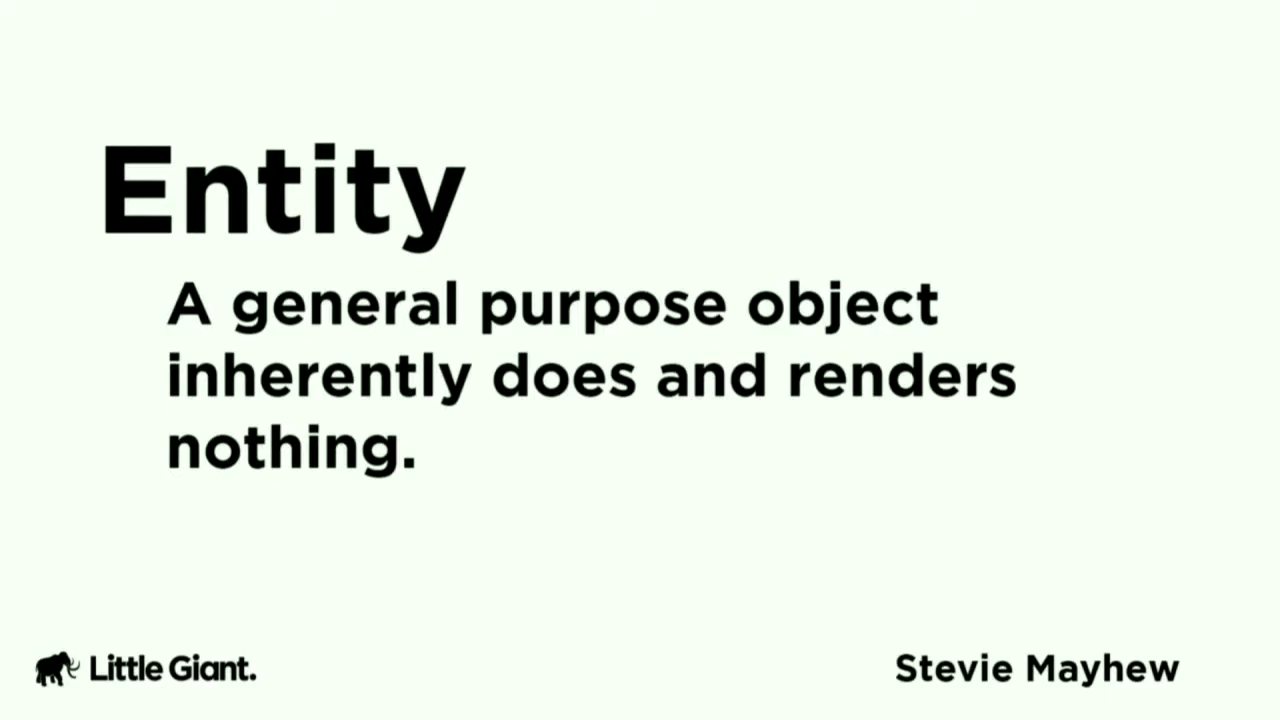 Entity
A general purpose object
inherently does and renders
nothing.
Little Giant.
Stevie Mayhew